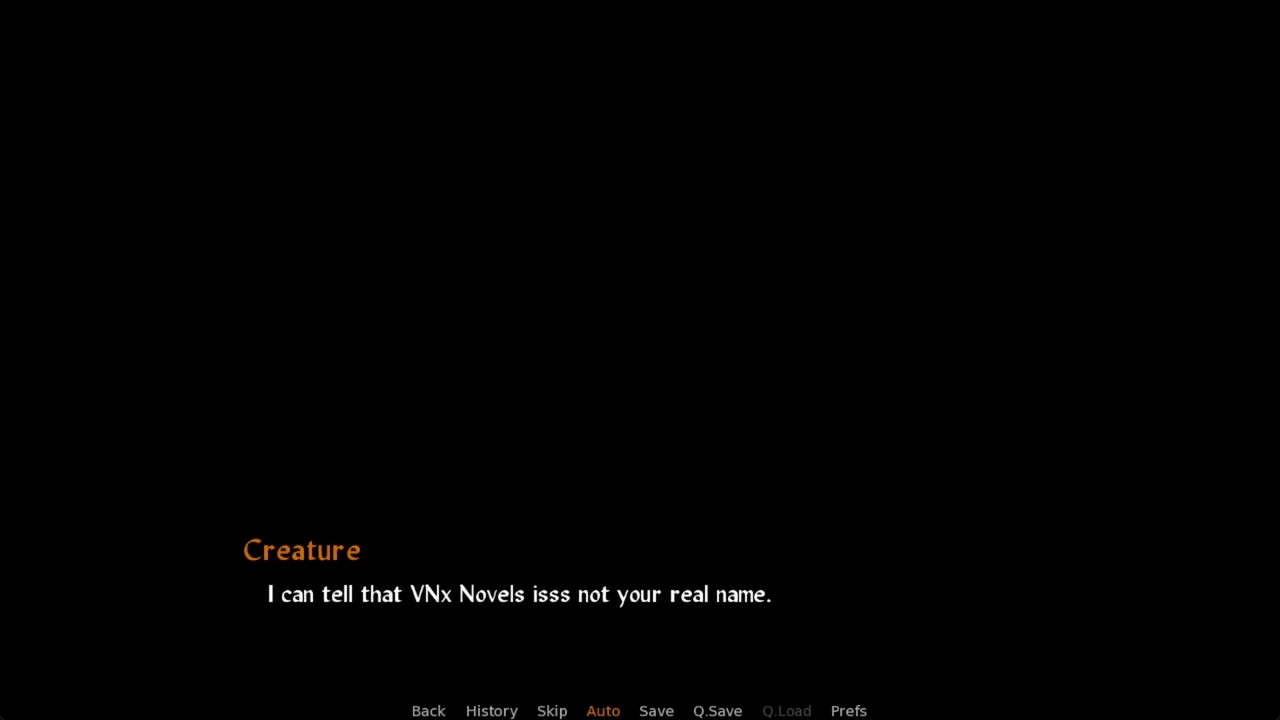 Creature
I can tell that VNx Novels isss not your real name.
Back History Skip Auto Save Q.Save Q.Load Prefs